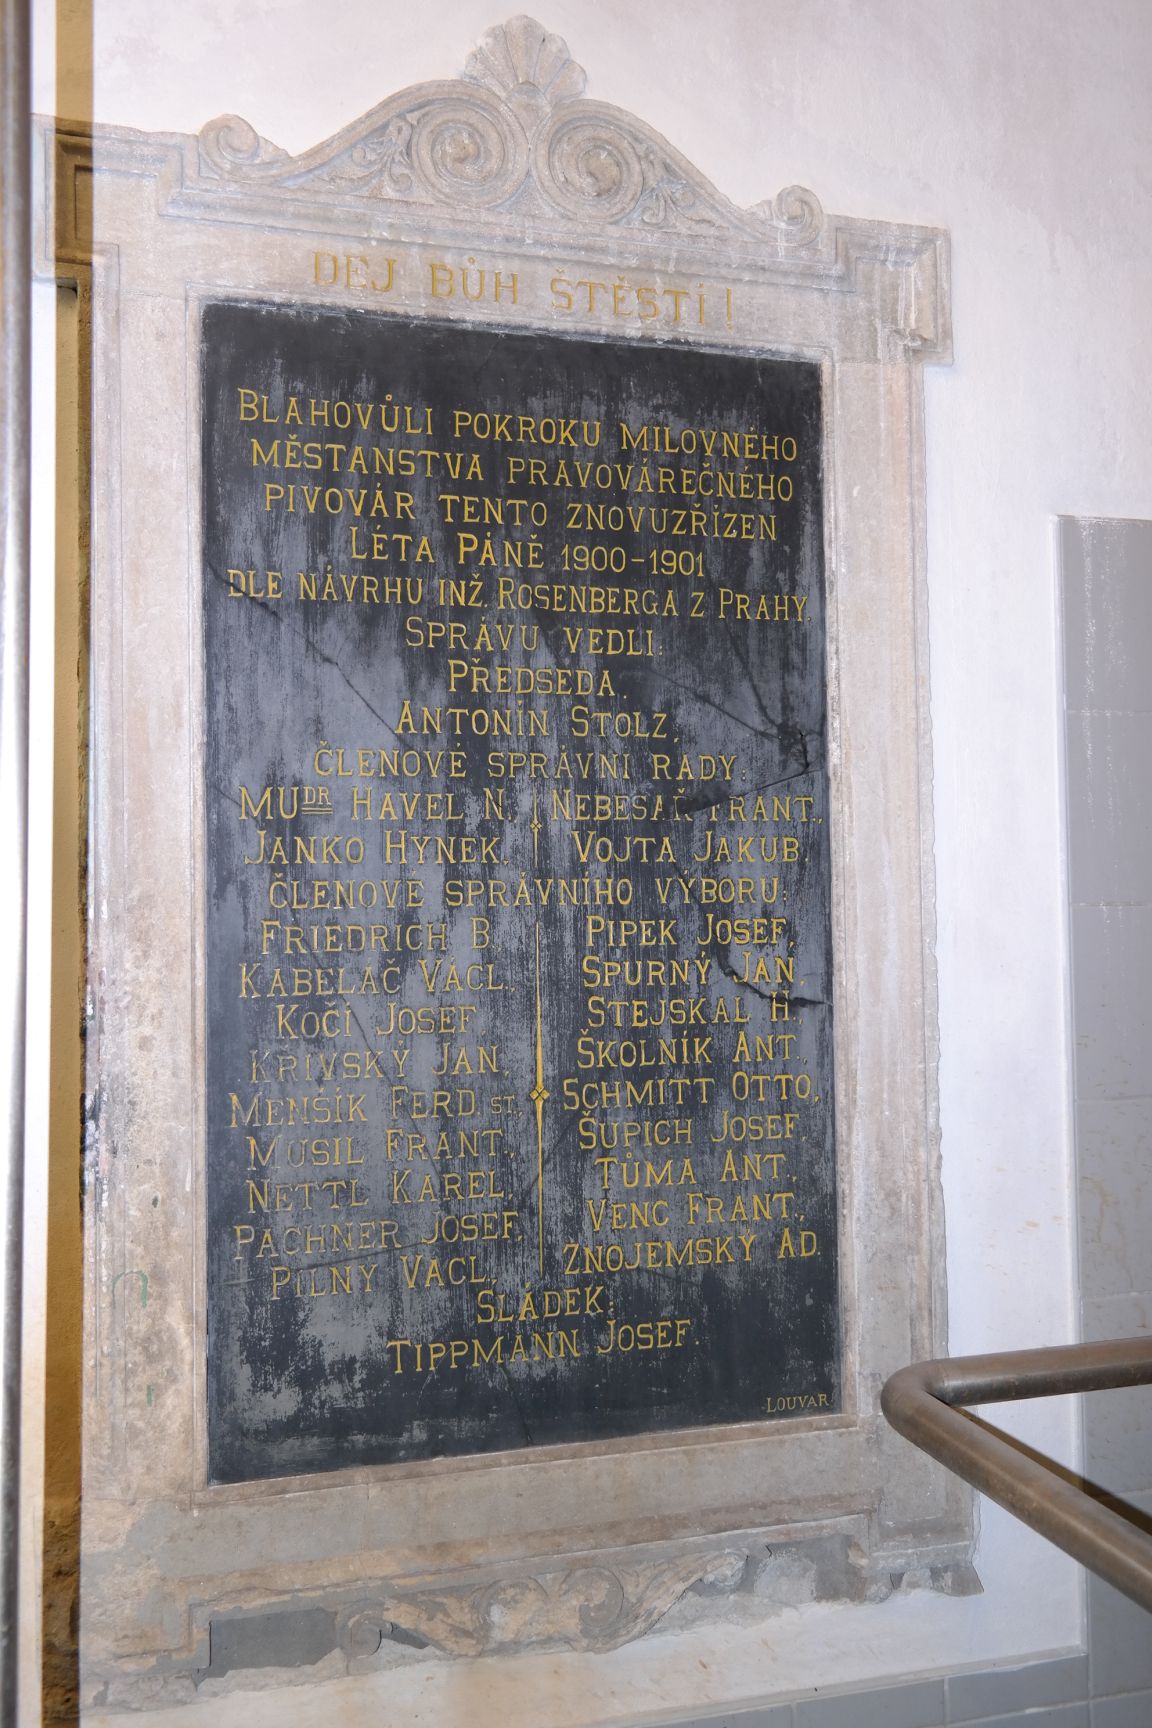 DEJ BŮH ŠTĚSTÍ!
BLAHOVŮLI POKROKU MILOVNÉHO
MĚSTANSTVA PRAVOVÁREČNÉHO
PIVOVÁR TENTO ZNOVUZŘÍZEN
LÉTA PÁNĚ 1900-1901
DLE NÁVRHU INŽ. ROSENBERGA Z PRAHY.
SPRÁVU VEDLI:
PŘEDSEDA.
ANTONÍN STOLZ,
ČLENOVÉ SPRÁVNÍ RADY:
MUDR HAVEL N., NEBESAŘ FRANT.,
JANKO HYNEK, VOJTA JAKUB.
ČLENOVÉ SPRÁVNÍHO VÝBORU:
FRIEDRICH B., PIPEK JOSEF,
KABELÁČ VÁCL., SPURNÝ JAN,
KOČÍ JOSEF, STEJSKAL H.,
KRIVSKÝ JAN, ŠKOLNÍK ANT.,
MENŠÍK FERD. ST., SCHMITT OTTO,
MUSIL FRANT., ŠUPICH JOSEF,
NETTL KAREL, TŮMA ANT.,
PACHNER JOSEF, VENC FRANT.,
PILNÝ VÁCL., ZNOJEMSKÝ AD.
SLÁDEK:
TIPPMANN JOSEF.
LOUVAR